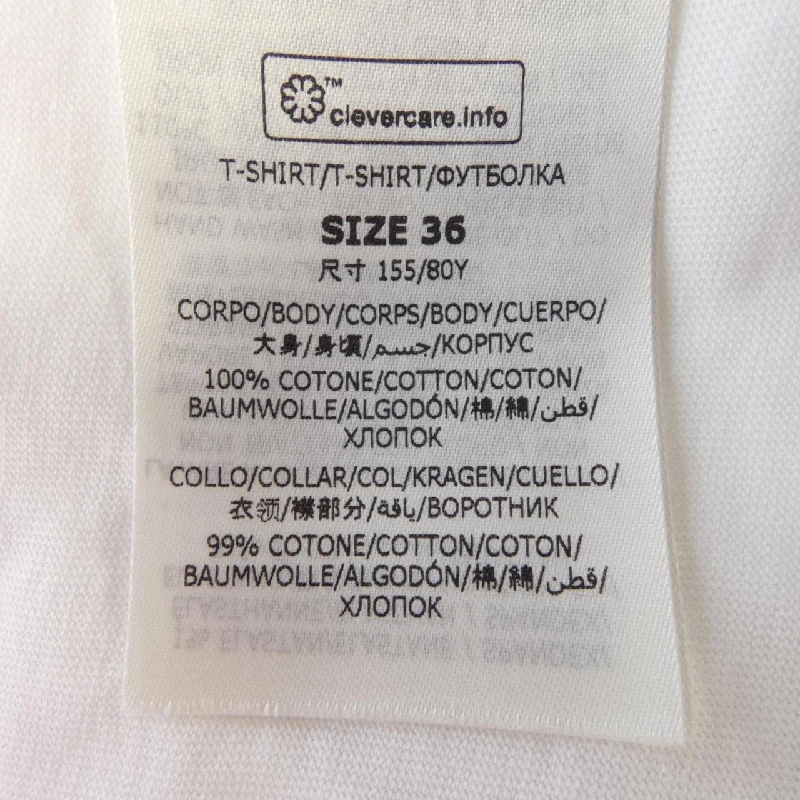 clevercare.info™
T-SHIRT/T-SHIRT/ФУТБОЛКА
SIZE 36
尺寸 155/80Y
CORPO/BODY/CORPS/BODY/CUERPO/
大身/身頃/جسم/КОРПУС
100% COTONE/COTTON/COTON/
BAUMWOLLE/ALGODÓN/棉/綿/قطن/
ХЛОПОК
COLLO/COLLAR/COL/KRAGEN/CUELLO/
衣领/襟部分/ياقة/ВОРОТНИК
99% COTONE/COTTON/COTON/
BAUMWOLLE/ALGODÓN/棉/綿/قطن/
ХЛОПОК